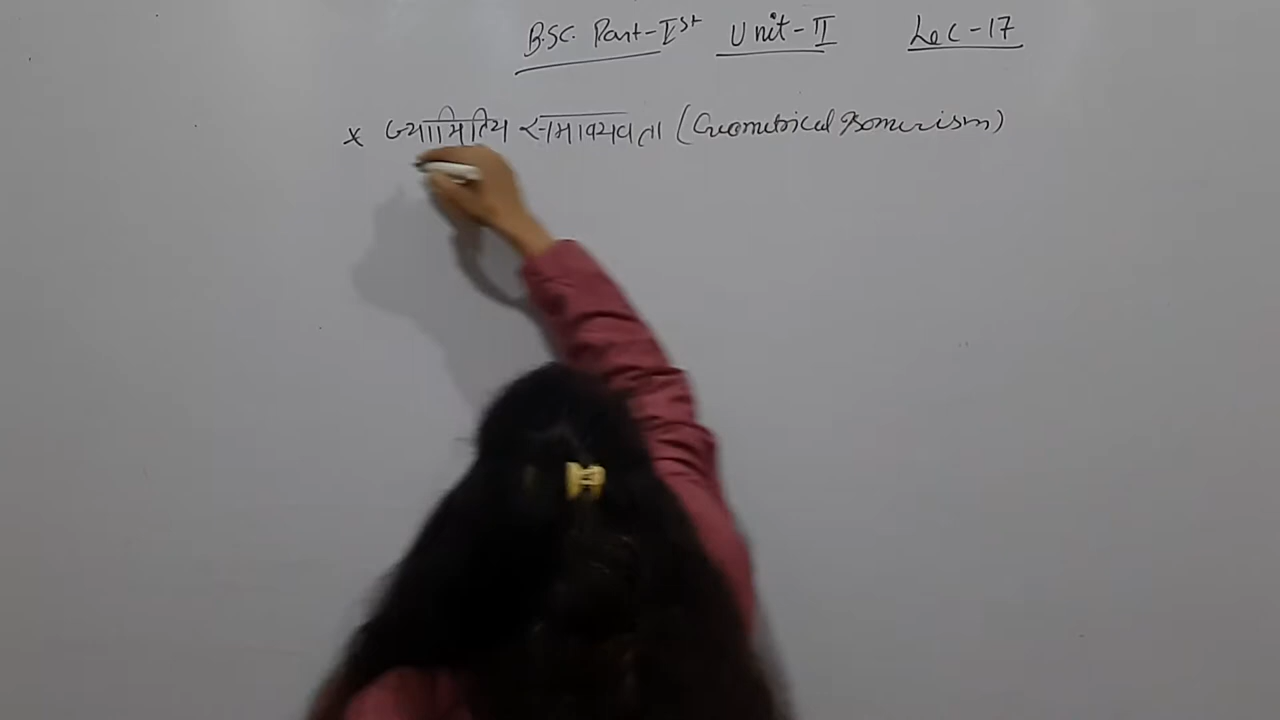 B.SC. Part-Ist Unit-II Lec-17
x ज्यामितिय समावयवता (Geometrical Isomerism)